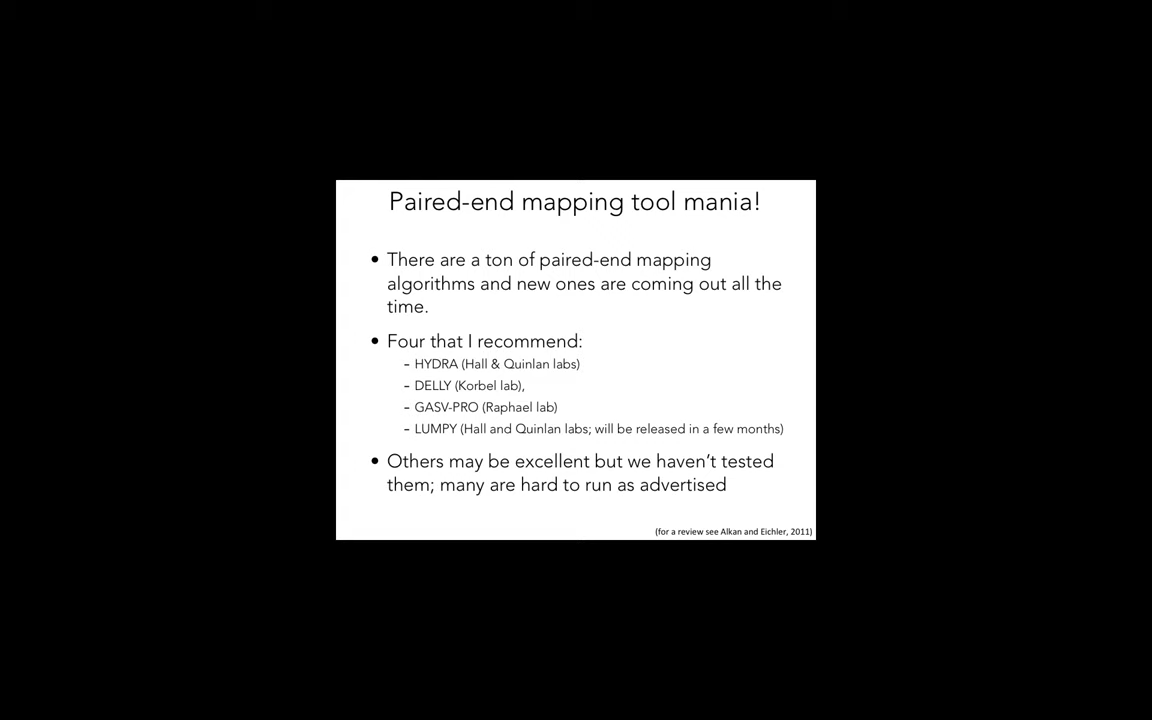 Paired-end mapping tool mania!
• There are a ton of paired-end mapping
algorithms and new ones are coming out all the
time.
• Four that I recommend:
– HYDRA (Hall & Quinlan labs)
– DELLY (Korbel lab),
– GASV-PRO (Raphael lab)
– LUMPY (Hall and Quinlan labs; will be released in a few months)
• Others may be excellent but we haven't tested
them; many are hard to run as advertised
(for a review see Alkan and Eichler, 2011)